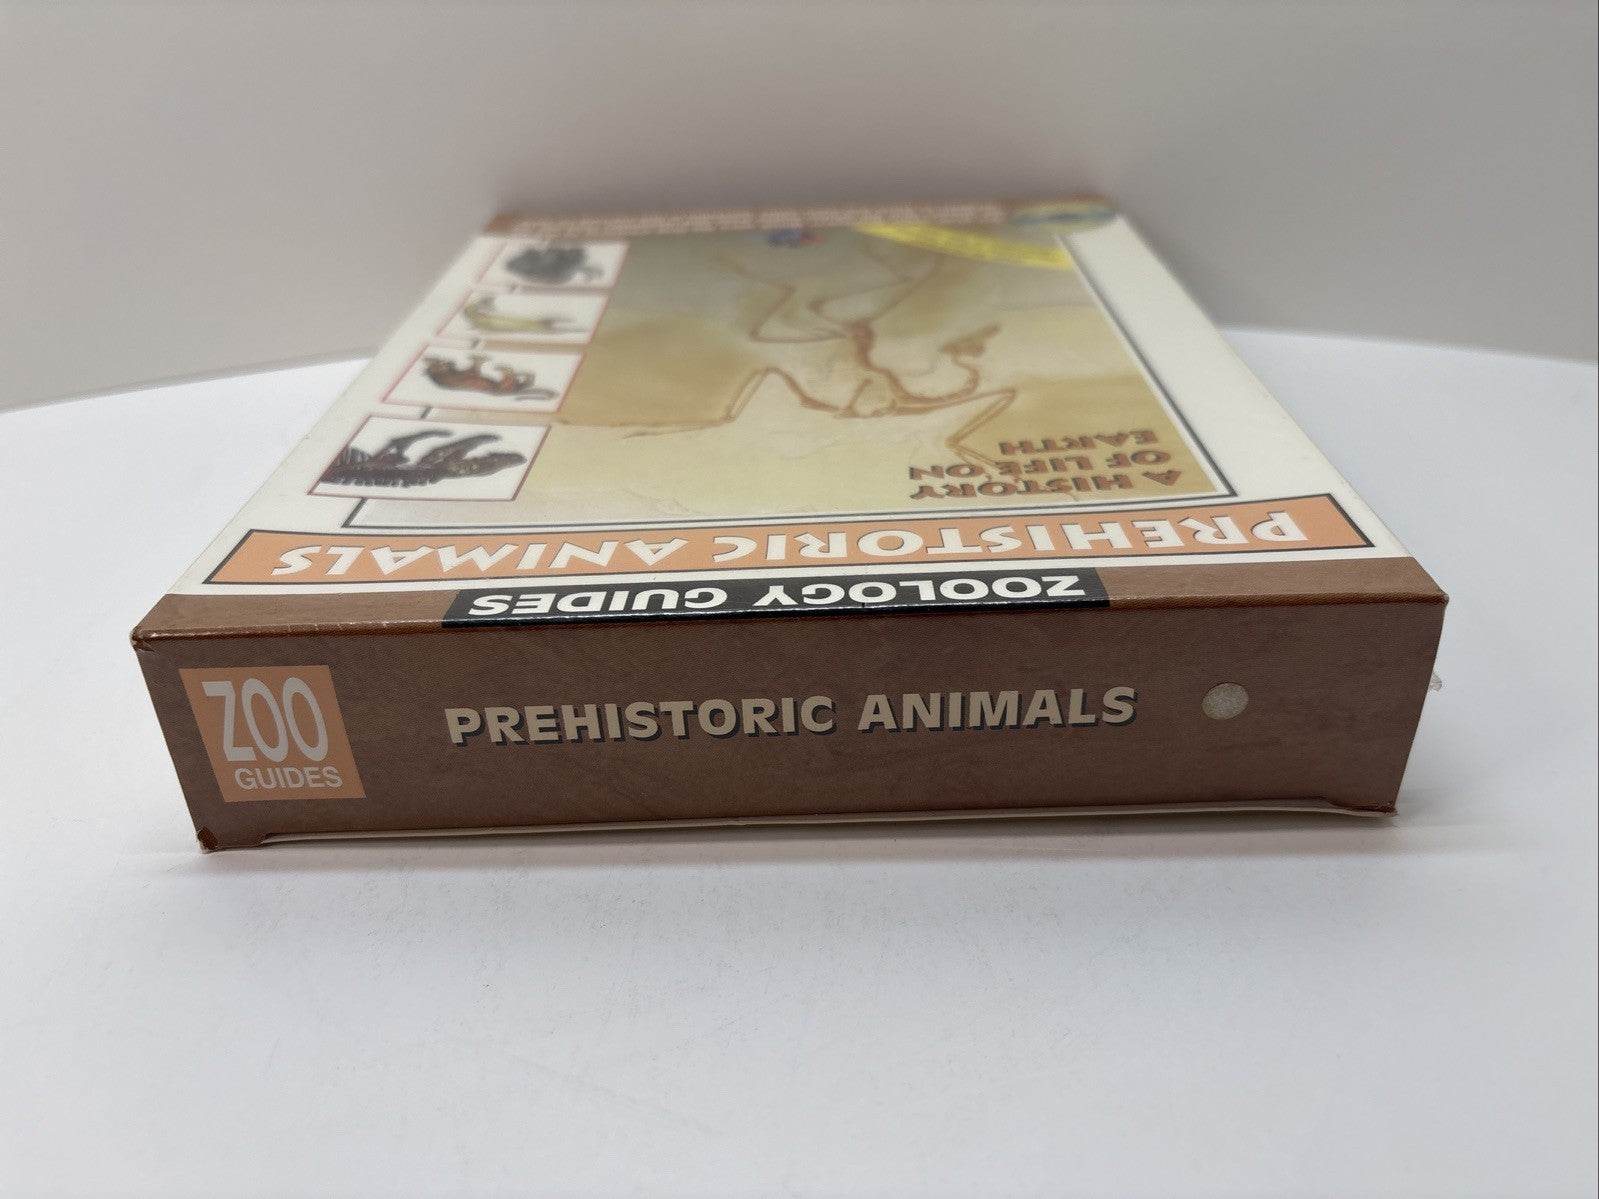 A HISTORY
OF LIFE ON
EARTH
PREHISTORIC ANIMALS
ZOOLOGY GUIDES
ZOO
GUIDES
PREHISTORIC ANIMALS